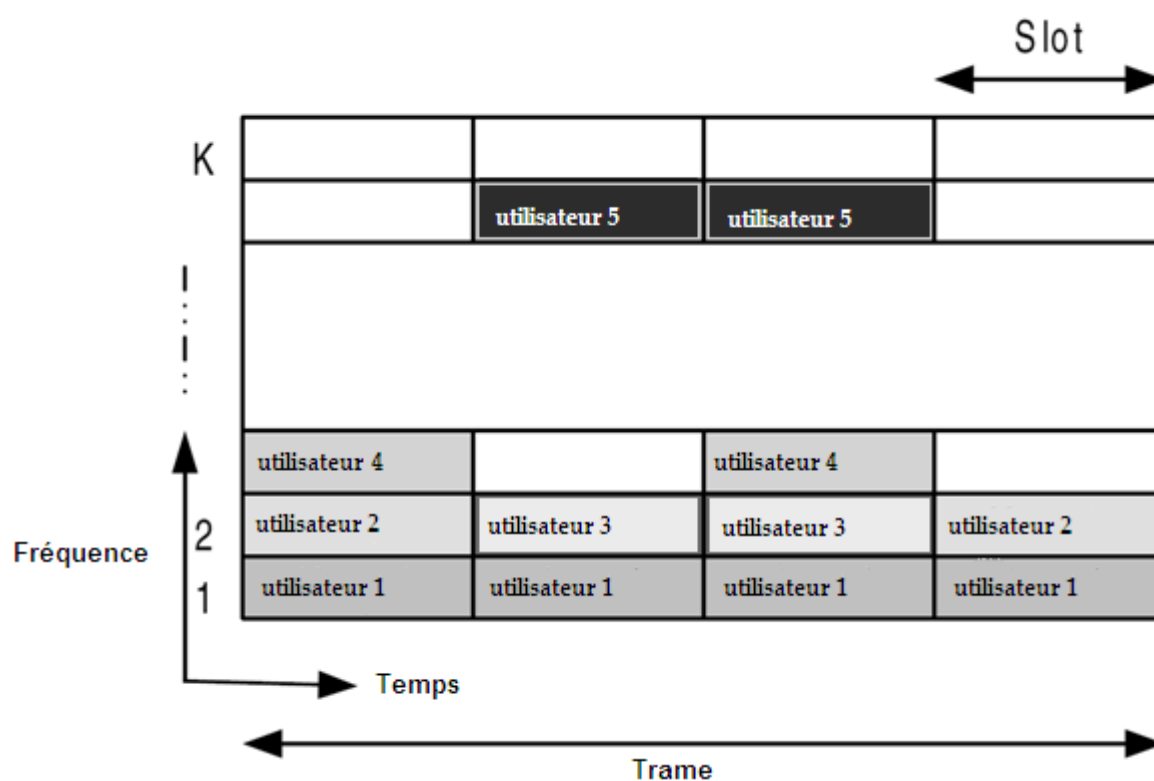 Slot
K
utilisateur 5 utilisateur 5
utilisateur 4 utilisateur 4
2 utilisateur 2 utilisateur 3 utilisateur 3 utilisateur 2
Fréquence
1 utilisateur 1 utilisateur 1 utilisateur 1 utilisateur 1
Temps
Trame